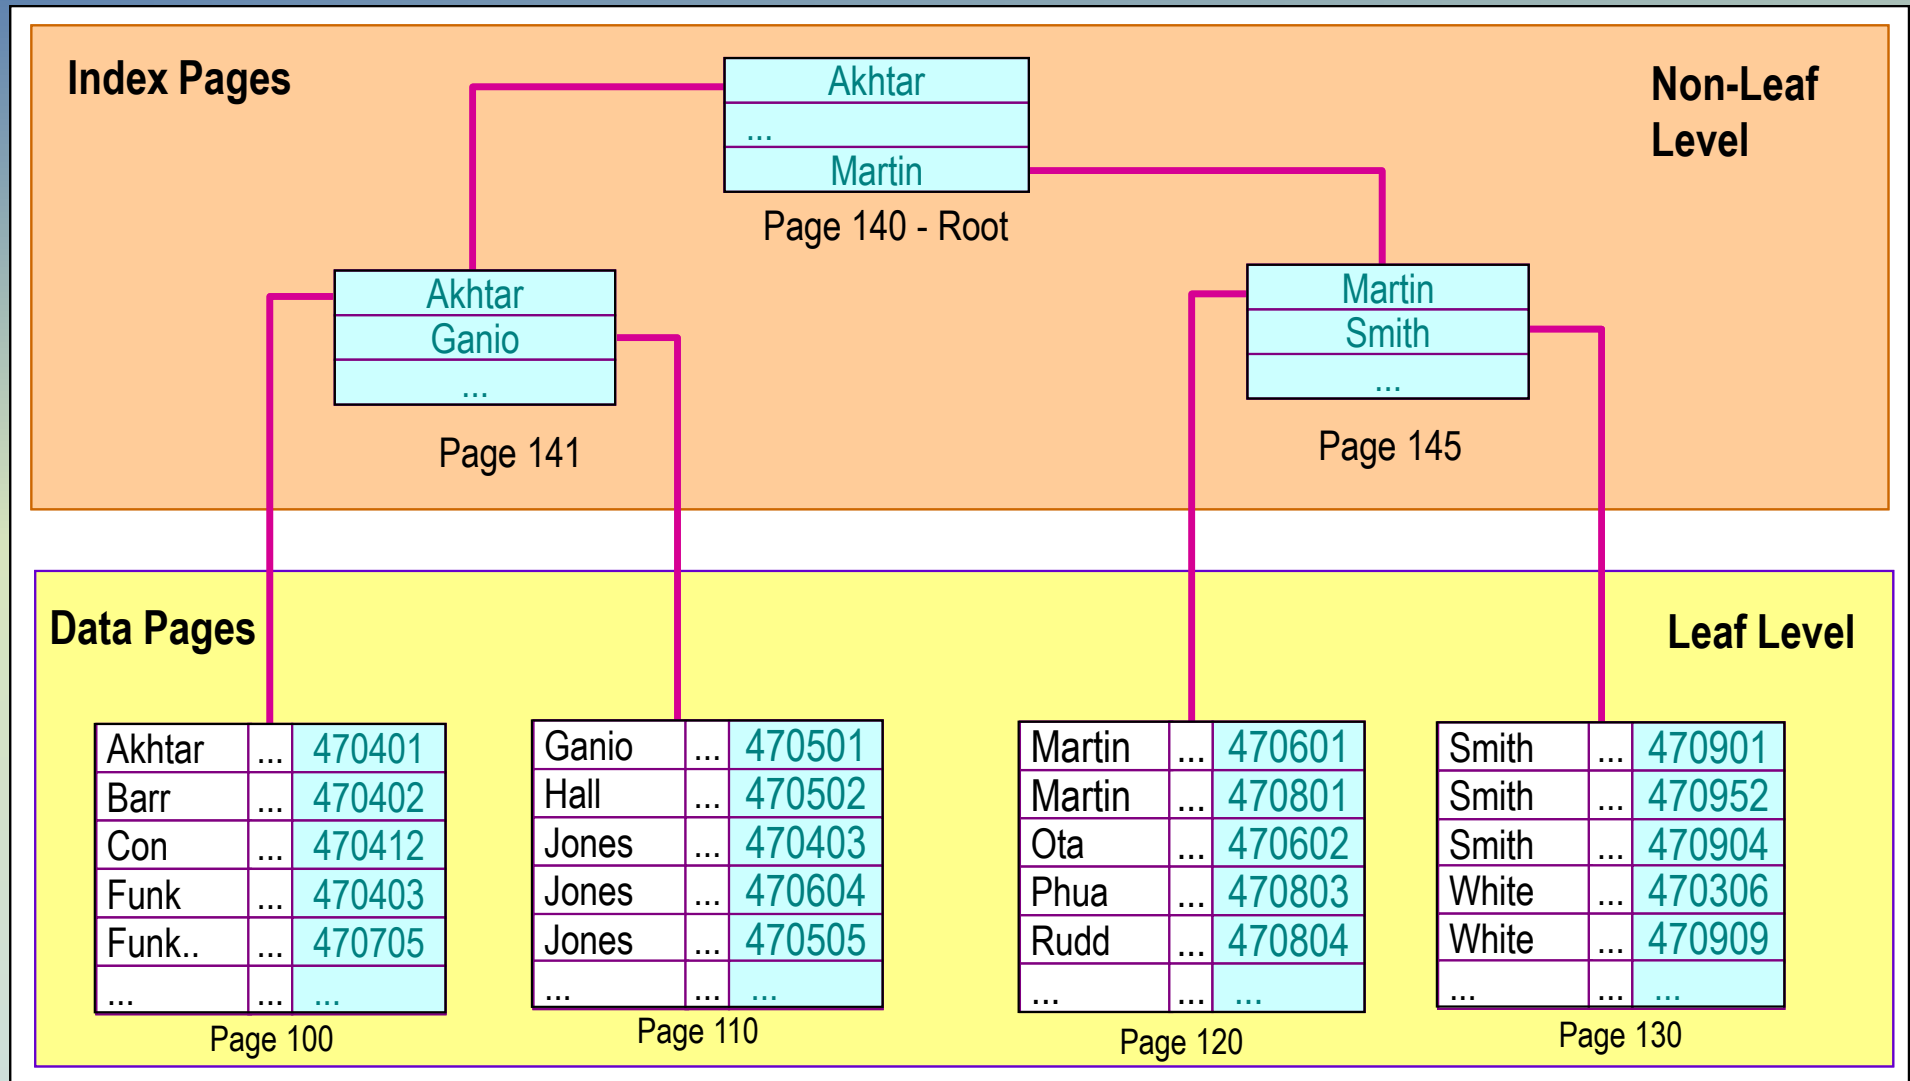 Index Pages
Non-Leaf
Level
Akhtar
...
Martin
Page 140 - Root
Akhtar
Ganio
...
Page 141
Martin
Smith
...
Page 145
Data Pages
Leaf Level
Akhtar ... 470401
Barr ... 470402
Con ... 470412
Funk ... 470403
Funk.. ... 470705
... ... ...
Page 100
Ganio ... 470501
Hall ... 470502
Jones ... 470403
Jones ... 470604
Jones ... 470505
... ... ...
Page 110
Martin ... 470601
Martin ... 470801
Ota ... 470602
Phua ... 470803
Rudd ... 470804
... ... ...
Page 120
Smith ... 470901
Smith ... 470952
Smith ... 470904
White ... 470306
White ... 470909
... ... ...
Page 130